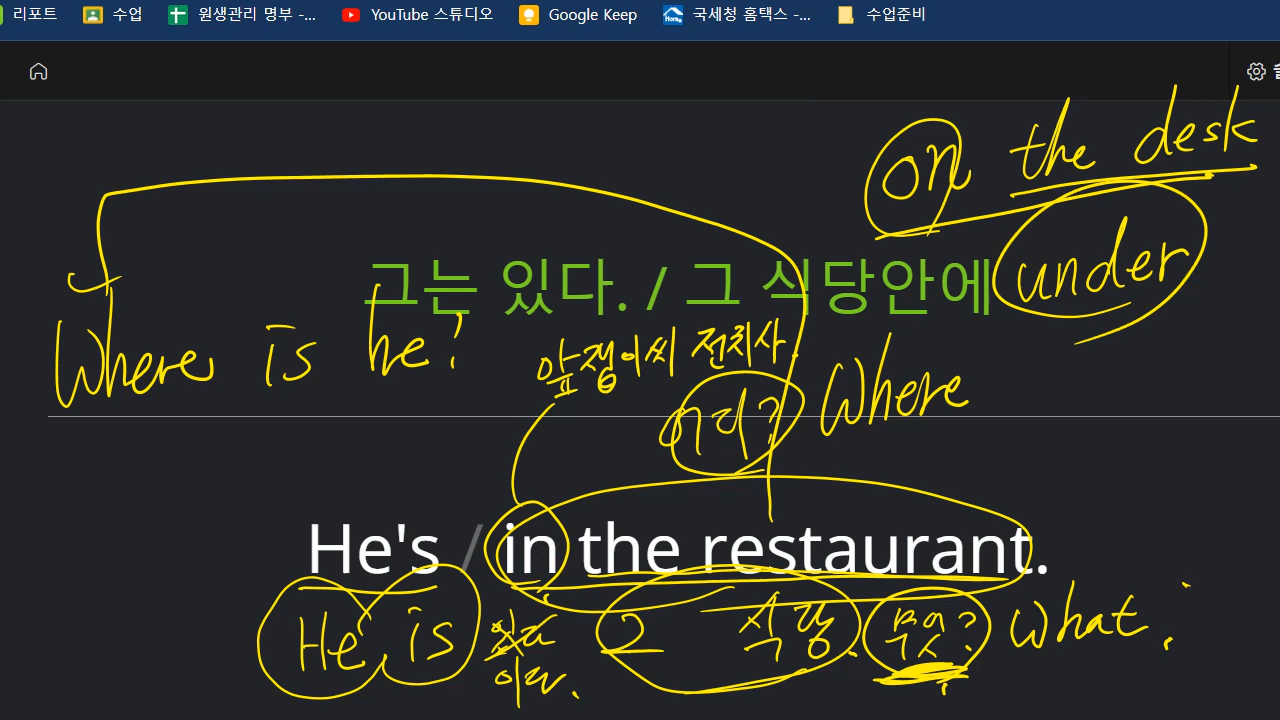 리포트 수업 원생관리 명부 -... YouTube 스튜디오 Google Keep 국세청 홈택스 -... 수업준비
on the desk
under
그는 있다. / 그 식당안에
Where is he?
앞쟁이씨 전치사.
어디? Where
He's / in the restaurant.
He is 있다 그 식당. 무엇? What.
이다.